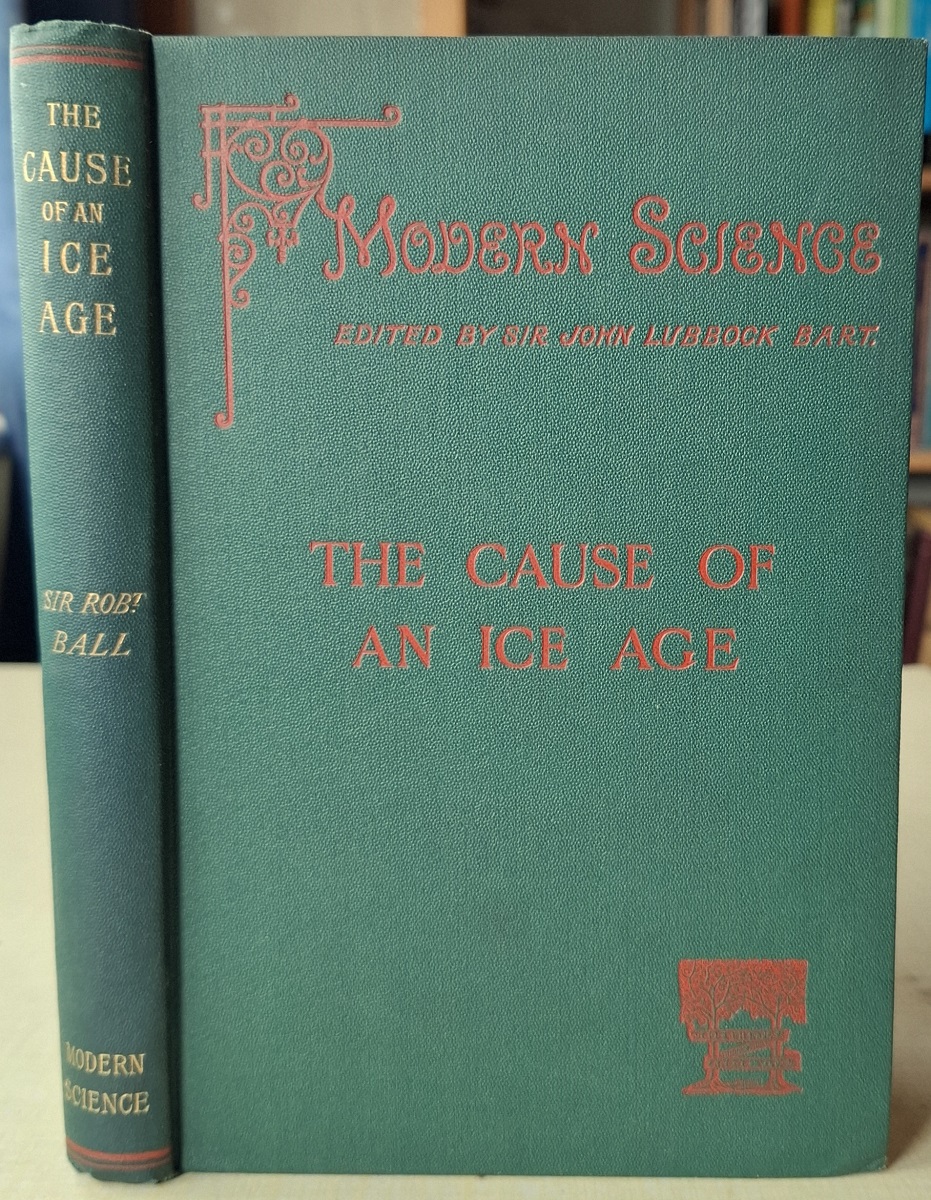 THE
CAUSE
OF AN
ICE
AGE
SIR ROBT
BALL
MODERN
SCIENCE
MODERN SCIENCE
EDITED BY SIR JOHN LUBBOCK BART.
THE CAUSE OF
AN ICE AGE